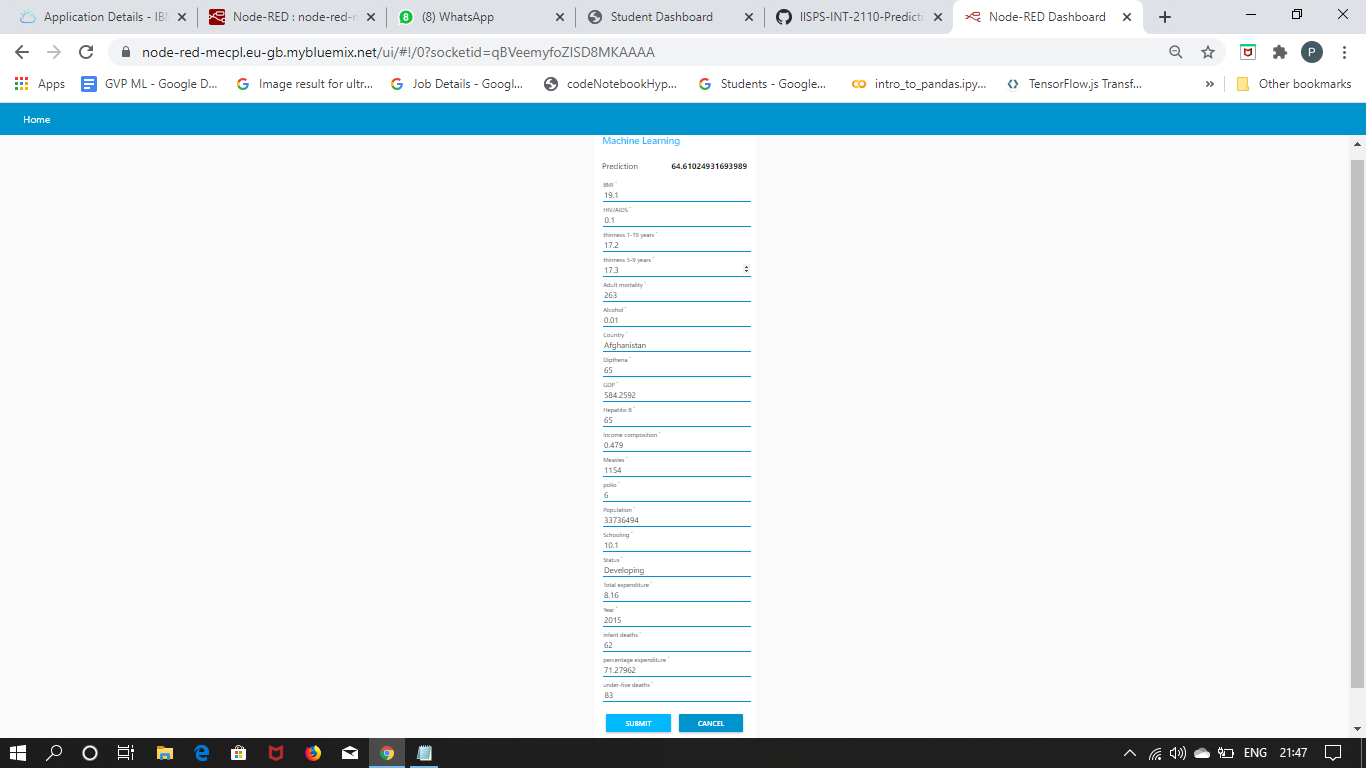 Application Details - IBM
Node-RED : node-red-m
(8) WhatsApp
Student Dashboard
IISPS-INT-2110-Predicti
Node-RED Dashboard
node-red-mecpl.eu-gb.mybluemix.net/ui/#!/0?socketid=qBVeemyfoZISD8MKAAAA
P
Apps
GVP ML - Google D...
Image result for ultr...
Job Details - Googl...
codeNotebookHyp...
Students - Google...
intro_to_pandas.ipy...
TensorFlow.js Transf...
»
Other bookmarks
Home
Machine Learning
Prediction 64.61024931693989
BMI *
19.1
HIV/AIDS *
0.1
thinness 1-19 years *
17.2
thinness 5-9 years *
17.3
Adult mortality *
263
Alcohol *
0.01
Country *
Afghanistan
Diptheria *
65
GDP *
584.2592
Hepatitis B *
65
Income composition *
0.479
Measles *
1154
polio *
6
Population *
33736494
Schooling *
10.1
Status *
Developing
Total expenditure *
8.16
Year *
2015
infant deaths *
62
percentage expenditure *
71.27962
under-five deaths *
83
SUBMIT CANCEL
ENG 21:47